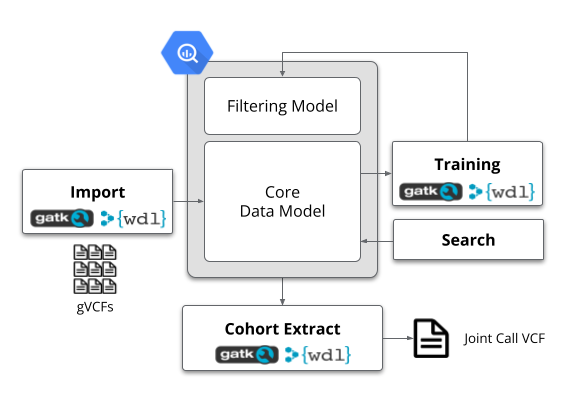 Filtering Model
Core
Data Model
Import
gatk {wdl}
gVCFs
Training
gatk {wdl}
Search
Cohort Extract
gatk {wdl}
Joint Call VCF